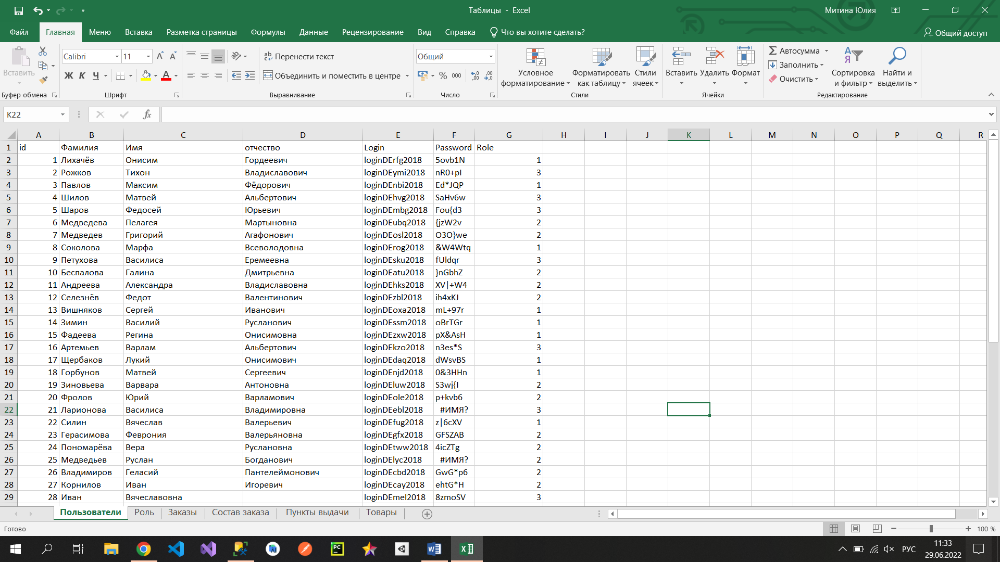 Таблицы - Excel
Митина Юлия
Файл Главная Меню Вставка Разметка страницы Формулы Данные Рецензирование Вид Справка Что вы хотите сделать? Общий доступ
Вставить
Буфер обмена
Calibri 11
Ж К Ч А
Шрифт
Перенести текст
Объединить и поместить в центре
Выравнивание
Общий
% 000
Число
Условное форматирование
Форматировать как таблицу
Стили ячеек
Стили
Вставить Удалить Формат
Ячейки
Автосумма
Заполнить
Очистить
Сортировка и фильтр
Найти и выделить
Редактирование
K22 fx
A B C D E F G H I J K L M N O P Q R
1 id Фамилия Имя отчество Login Password Role
2 1 Лихачёв Онисим Гордеевич loginDErfg2018 5ovb1N 1
3 2 Рожков Тихон Владиславович loginDEymi2018 nR0+pI 3
4 3 Павлов Максим Фёдорович loginDEnbi2018 Ed*JQP 1
5 4 Шилов Матвей Альбертович loginDEhvg2018 SaHv6w 3
6 5 Шаров Федосей Юрьевич loginDEmbg2018 Fou{d3 3
7 6 Медведева Пелагея Мартыновна loginDEubq2018 {jzW2v 2
8 7 Медведев Григорий Агафонович loginDEosl2018 O3O}we 2
9 8 Соколова Марфа Всеволодовна loginDErog2018 &W4Wtq 1
10 9 Петухова Василиса Еремеевна loginDEsku2018 fUldqr 3
11 10 Беспалова Галина Дмитрьевна loginDEatu2018 }nGbhZ 2
12 11 Андреева Александра Владиславовна loginDEhks2018 XV|+W4 2
13 12 Селезнёв Федот Валентинович loginDEzbl2018 ih4xKJ 2
14 13 Вишняков Сергей Иванович loginDEoxa2018 mL+97r 1
15 14 Зимин Василий Русланович loginDEssm2018 oBrTGr 1
16 15 Фадеева Регина Онисимовна loginDEzxw2018 pX&AsH 1
17 16 Артемьев Варлам Альбертович loginDEkzo2018 n3es*S 3
18 17 Щербаков Лукий Онисимович loginDEdaq2018 dWsvBS 1
19 18 Горбунов Матвей Сергеевич loginDEnjd2018 0&3HHn 1
20 19 Зиновьева Варвара Антоновна loginDEluw2018 S3wj{I 2
21 20 Фролов Юрий Варламович loginDEole2018 p+kvb6 2
22 21 Ларионова Василиса Владимировна loginDEebl2018 #ИМЯ? 3
23 22 Силин Вячеслав Валерьевич loginDEfug2018 z|6cXV 1
24 23 Герасимова Феврония Валерьяновна loginDEgfx2018 GFSZAB 2
25 24 Пономарёва Вера Руслановна loginDEtww2018 4icZTg 2
26 25 Медведьев Руслан Богданович loginDElyc2018 #ИМЯ? 2
27 26 Владимиров Геласий Пантелеймонович loginDEcbd2018 GwG*p6 2
28 27 Корнилов Иван Игоревич loginDEcay2018 ehtG*H 2
29 28 Иван Вячеславовна loginDEmel2018 8zmoSV 3
Пользователи Роль Заказы Состав заказа Пункты выдачи Товары
Готово 100 %
РУС 11:33
29.06.2022